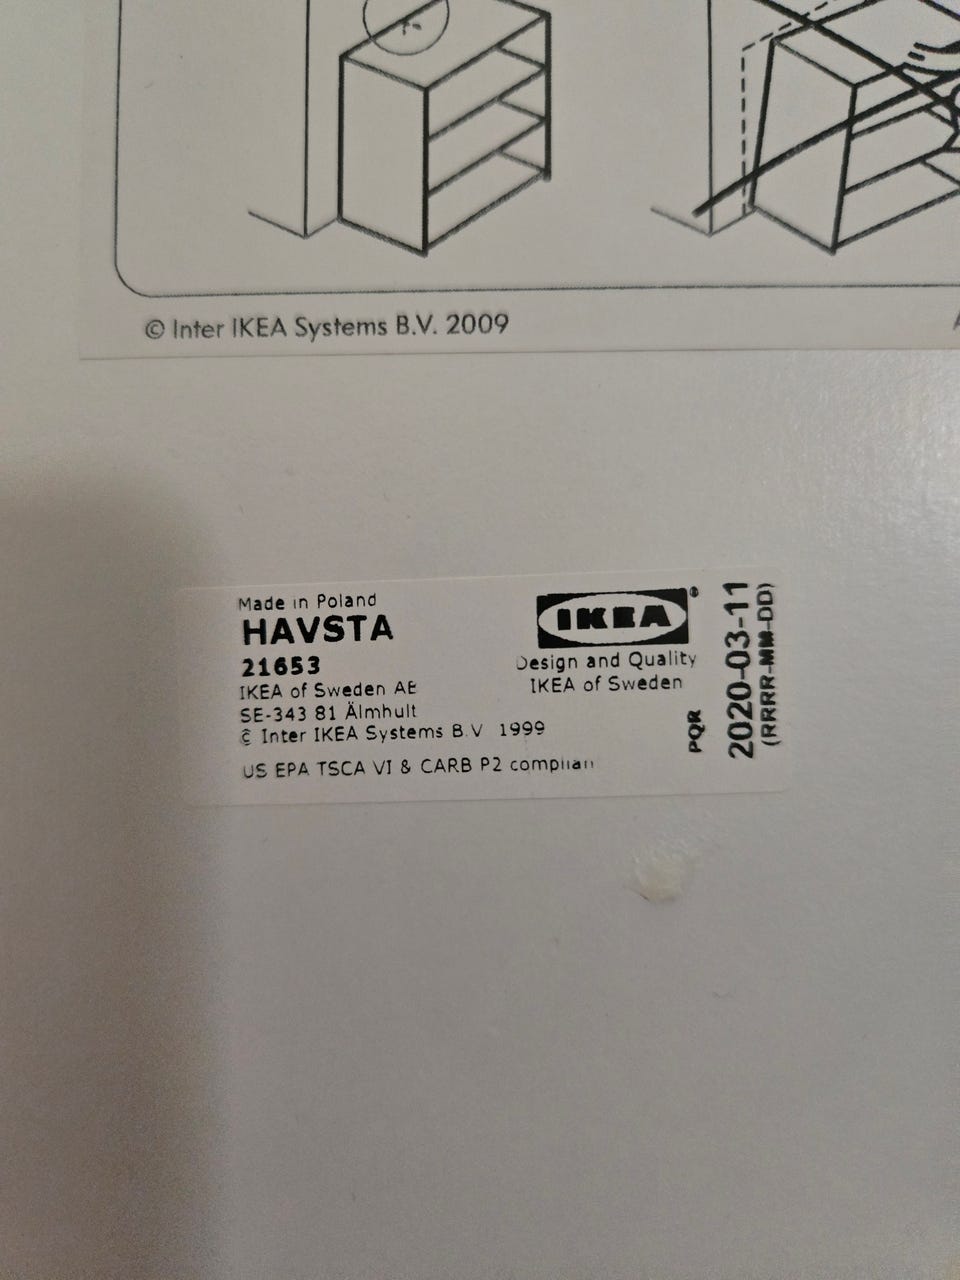 © Inter IKEA Systems B.V. 2009
Made in Poland
HAVSTA
21653
IKEA of Sweden AB
SE-343 81 Älmhult
© Inter IKEA Systems B.V 1999
US EPA TSCA VI & CARB P2 complian
IKEA®
Design and Quality
IKEA of Sweden
PQR
2020-03-11
(RRRR-MM-DD)